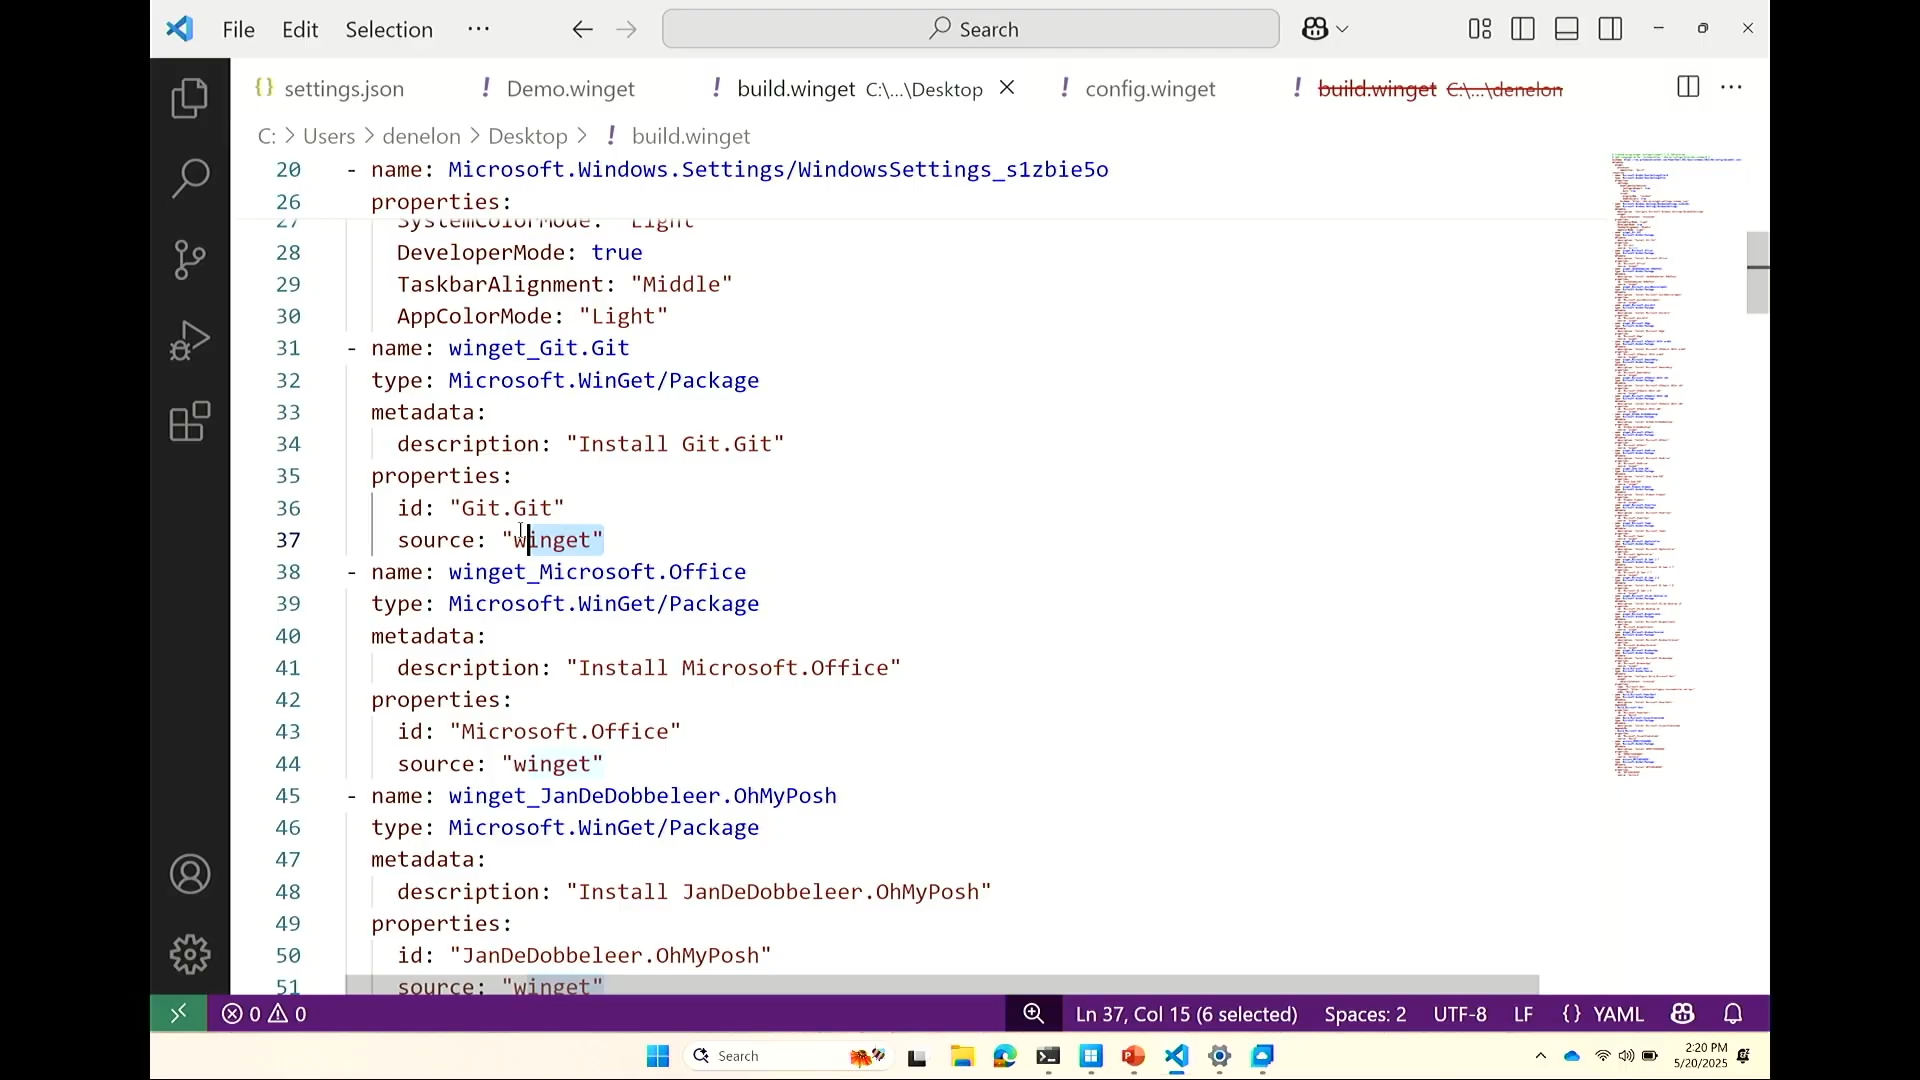 File Edit Selection ··· Search
{} settings.json ! Demo.winget ! build.winget C:\...\Desktop ! config.winget ! build.winget C:\...\denelon ···
C: > Users > denelon > Desktop > ! build.winget
20 - name: Microsoft.Windows.Settings/WindowsSettings_s1zbie5o
26 properties:
27 SystemColorMode: "Light"
28 DeveloperMode: true
29 TaskbarAlignment: "Middle"
30 AppColorMode: "Light"
31 - name: winget_Git.Git
32 type: Microsoft.WinGet/Package
33 metadata:
34 description: "Install Git.Git"
35 properties:
36 id: "Git.Git"
37 source: "winget"
38 - name: winget_Microsoft.Office
39 type: Microsoft.WinGet/Package
40 metadata:
41 description: "Install Microsoft.Office"
42 properties:
43 id: "Microsoft.Office"
44 source: "winget"
45 - name: winget_JanDeDobbeleer.OhMyPosh
46 type: Microsoft.WinGet/Package
47 metadata:
48 description: "Install JanDeDobbeleer.OhMyPosh"
49 properties:
50 id: "JanDeDobbeleer.OhMyPosh"
51 source: "winget"
0 0 Ln 37, Col 15 (6 selected) Spaces: 2 UTF-8 LF {} YAML
Search 2:20 PM
5/20/2025